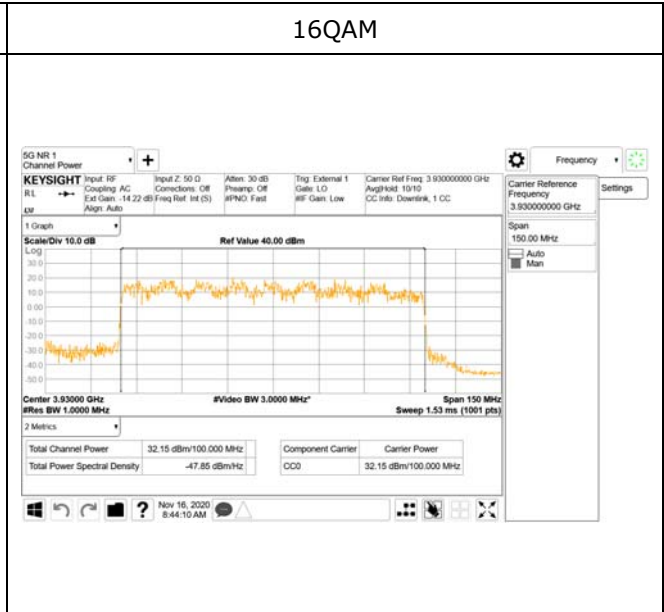 16QAM
5G NR 1
Channel Power
Frequency
KEYSIGHT
Input: RF
Input Z: 50 Ω
Atten: 30 dB
Trig: External 1
Carrier Ref Freq: 3.930000000 GHz
RL
Coupling: AC
Corrections: Off
Preamp: Off
Gate: LO
Avg|Hold: 10/10
Ext Gain: -14.22 dB
Freq Ref: Int (S)
#PNO: Fast
#IF Gain: Low
CC Info: Downlink, 1 CC
Align: Auto
Carrier Reference
Frequency
3.930000000 GHz
Settings
Span
150.00 MHz
Auto
Man
1 Graph
Scale/Div 10.0 dB
Ref Value 40.00 dBm
Log
30.0
20.0
10.0
0.00
-10.0
-20.0
-30.0
-40.0
-50.0
Center 3.93000 GHz
#Video BW 3.0000 MHz*
Span 150 MHz
#Res BW 1.0000 MHz
Sweep 1.53 ms (1001 pts)
2 Metrics
Total Channel Power 32.15 dBm/100.000 MHz
Total Power Spectral Density -47.85 dBm/Hz
Component Carrier Carrier Power
CC0 32.15 dBm/100.000 MHz
?
Nov 16, 2020
8:44:10 AM